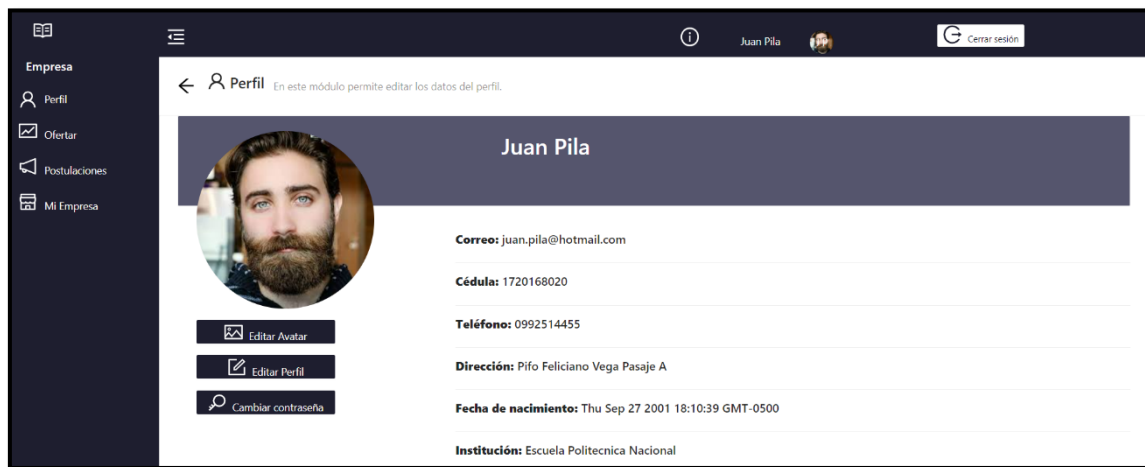 Juan Pila
Cerrar sesión
Empresa
Perfil
Ofertar
Postulaciones
Mi Empresa
Perfil En este módulo permite editar los datos del perfil.
Juan Pila
Editar Avatar
Editar Perfil
Cambiar contraseña
Correo: juan.pila@hotmail.com
Cédula: 1720168020
Teléfono: 0992514455
Dirección: Pifo Feliciano Vega Pasaje A
Fecha de nacimiento: Thu Sep 27 2001 18:10:39 GMT-0500
Institución: Escuela Politecnica Nacional